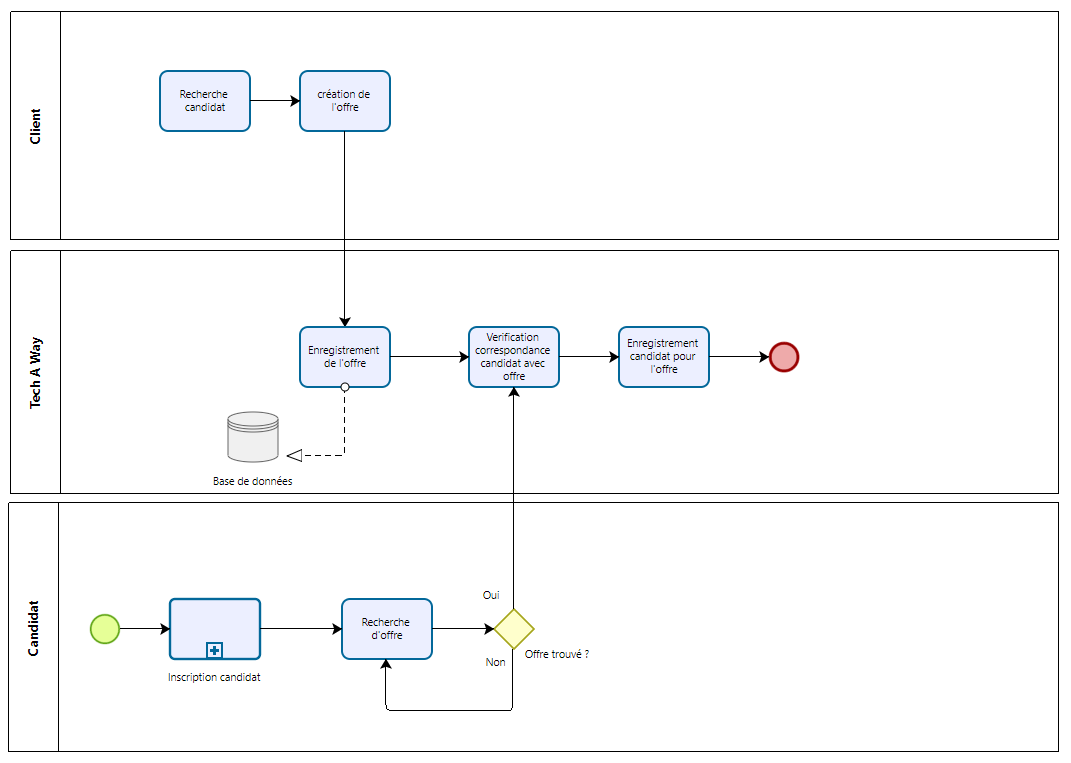 Client
Recherche
candidat
création de
l'offre
Tech A Way
Enregistrement
de l'offre
Verification
correspondance
candidat avec
offre
Enregistrement
candidat pour
l'offre
Base de données
Candidat
Inscription candidat
Recherche
d'offre
Oui
Non
Offre trouvé ?